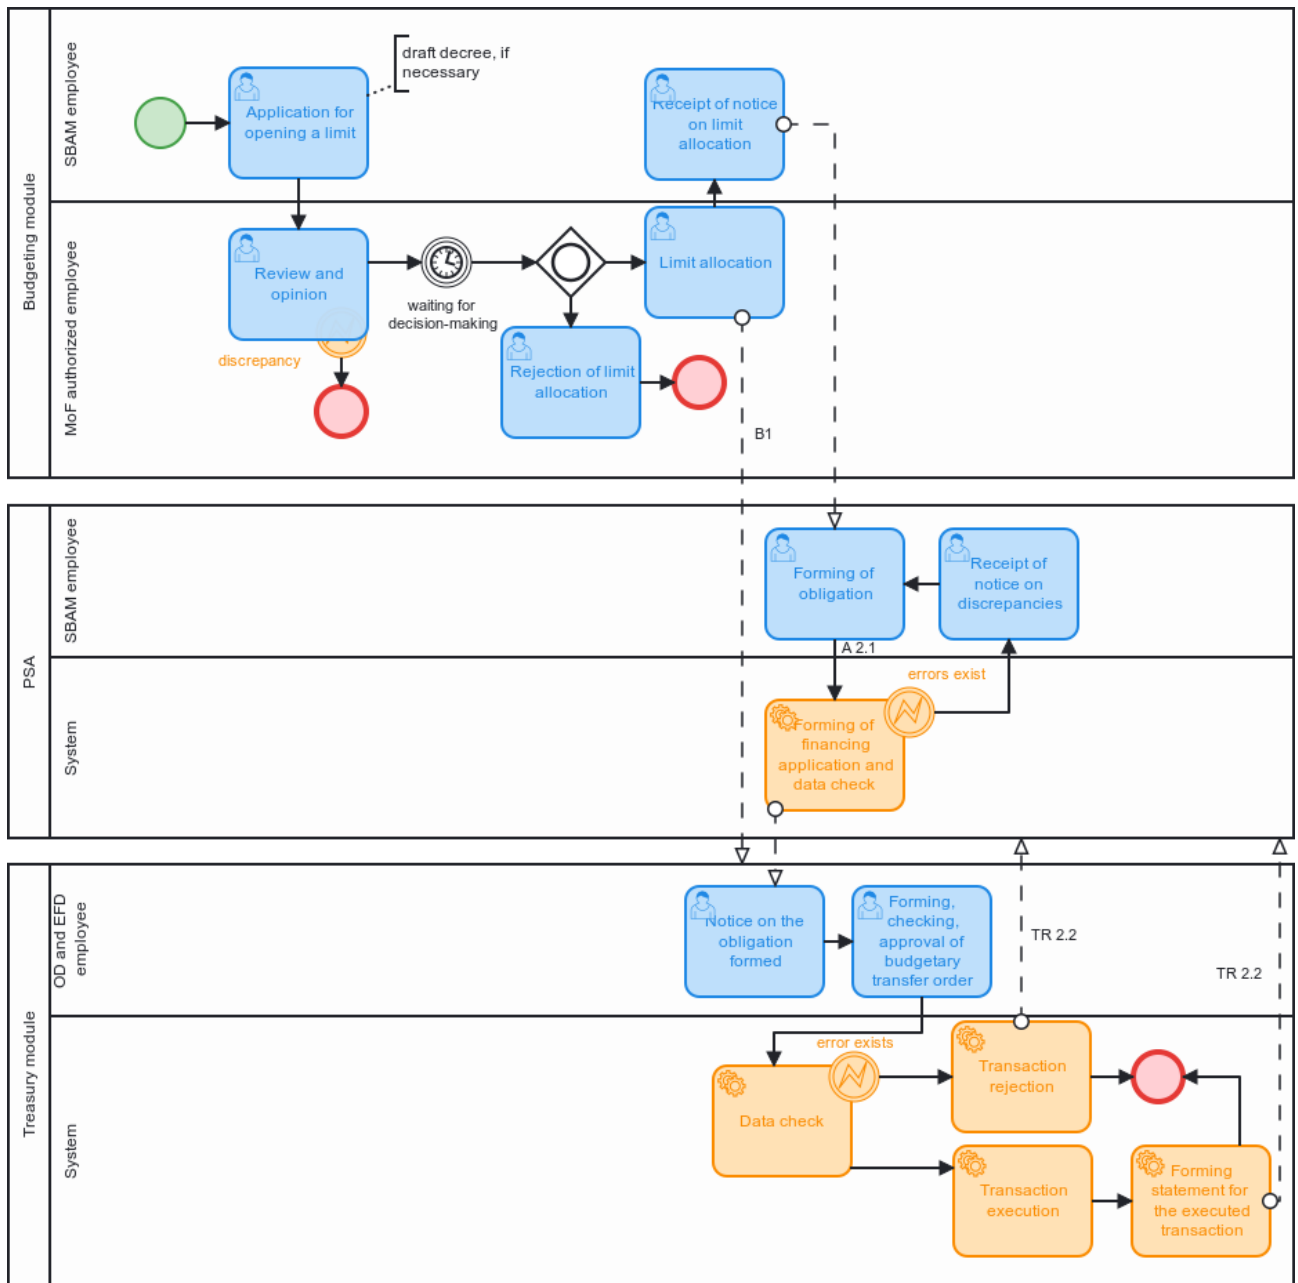 Budgeting module
SBAM employee
draft decree, if
necessary
Application for
opening a limit
Receipt of notice
on limit
allocation
MoF authorized employee
Review and
opinion
discrepancy
waiting for
decision-making
Limit allocation
Rejection of limit
allocation
B1
PSA
SBAM employee
Forming of
obligation
Receipt of
notice on
discrepancies
A 2.1
System
errors exist
Forming of
financing
application and
data check
Treasury module
OD and EFD
employee
Notice on the
obligation
formed
Forming,
checking,
approval of
budgetary
transfer order
TR 2.2
TR 2.2
System
error exists
Data check
Transaction
rejection
Transaction
execution
Forming
statement for
the executed
transaction